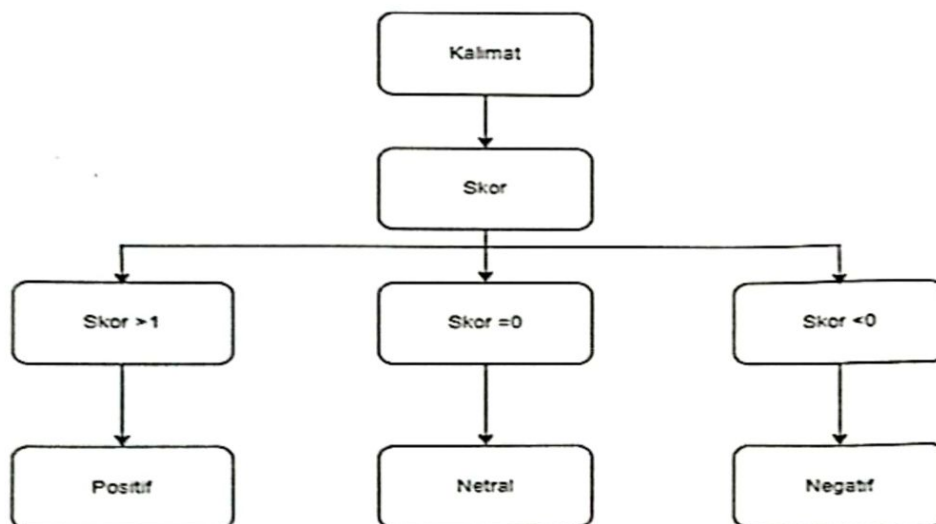 Kalimat
Skor
Skor >1
Skor =0
Skor <0
Positif
Netral
Negatif